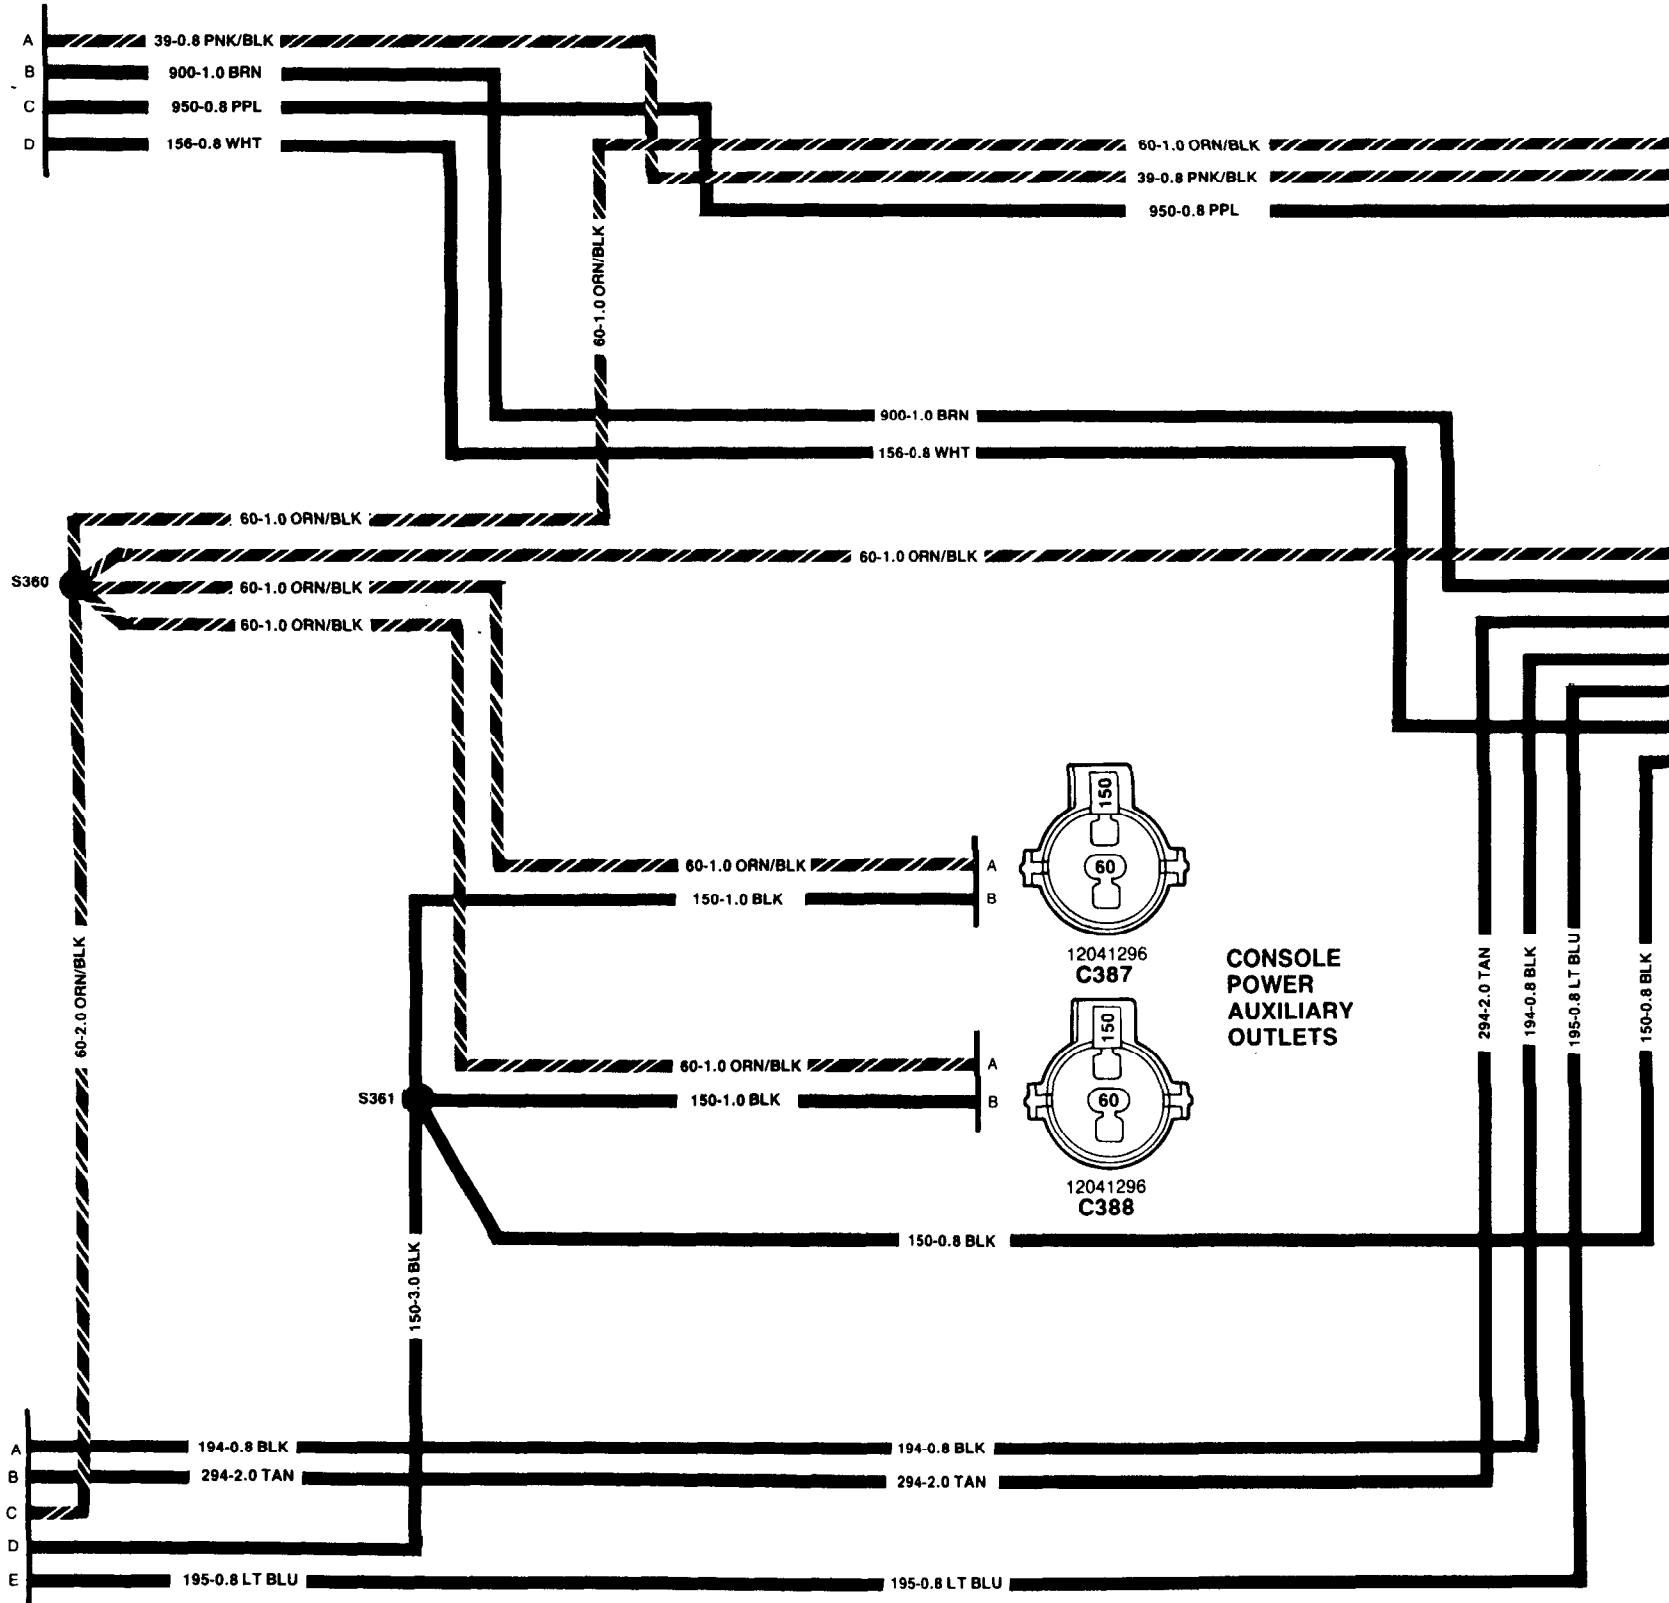 A
39-0.8 PNK/BLK
B
900-1.0 BRN
C
950-0.8 PPL
D
156-0.8 WHT
60-1.0 ORN/BLK
39-0.8 PNK/BLK
950-0.8 PPL
60-1.0 ORN/BLK
900-1.0 BRN
156-0.8 WHT
60-1.0 ORN/BLK
60-1.0 ORN/BLK
S360
60-1.0 ORN/BLK
60-1.0 ORN/BLK
150
60-1.0 ORN/BLK
A
60
150-1.0 BLK
B
12041296
C387
CONSOLE
POWER
AUXILIARY
OUTLETS
60-2.0 ORN/BLK
294-2.0 TAN
194-0.8 BLK
195-0.8 LT BLU
150-0.8 BLK
150
60-1.0 ORN/BLK
A
S361
150-1.0 BLK
B
60
12041296
C388
150-0.8 BLK
150-3.0 BLK
A
194-0.8 BLK
194-0.8 BLK
B
294-2.0 TAN
294-2.0 TAN
C
D
E
195-0.8 LT BLU
195-0.8 LT BLU